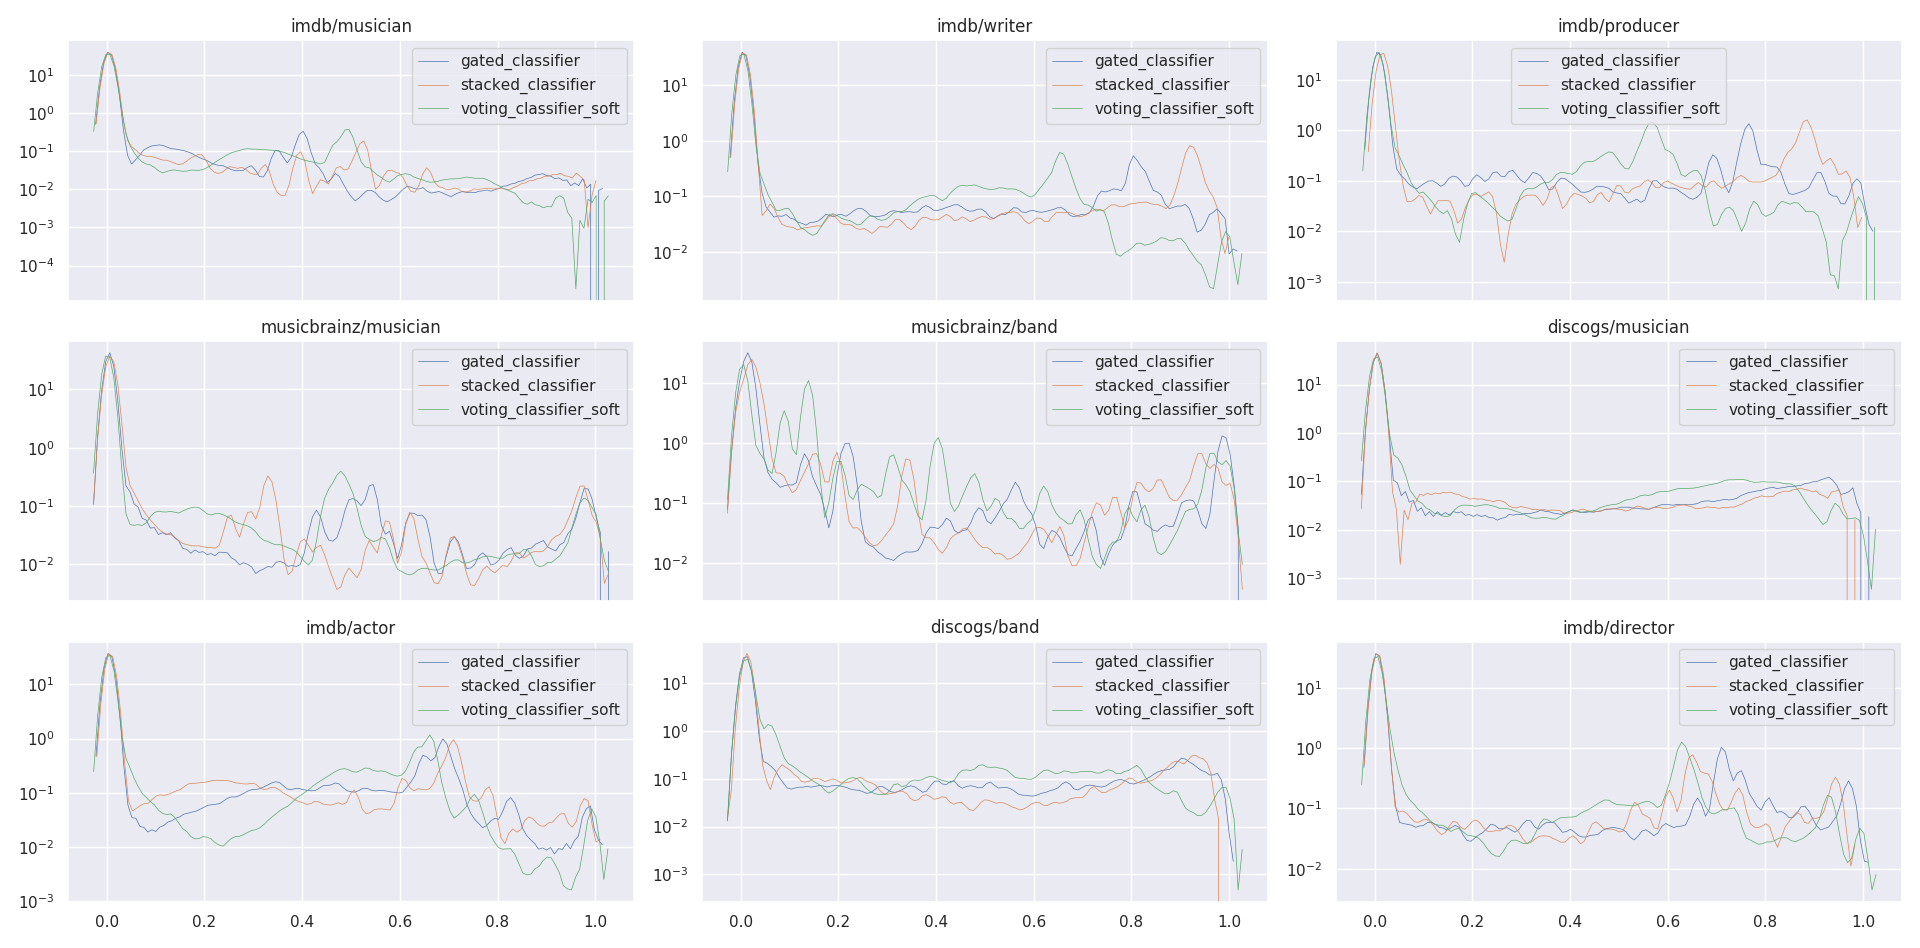 imdb/musician
gated_classifier
stacked_classifier
voting_classifier_soft
10¹
10⁰
10⁻¹
10⁻²
10⁻³
10⁻⁴
imdb/writer
gated_classifier
stacked_classifier
voting_classifier_soft
10¹
10⁰
10⁻¹
10⁻²
imdb/producer
gated_classifier
stacked_classifier
voting_classifier_soft
10¹
10⁰
10⁻¹
10⁻²
10⁻³
musicbrainz/musician
gated_classifier
stacked_classifier
voting_classifier_soft
10¹
10⁰
10⁻¹
10⁻²
musicbrainz/band
gated_classifier
stacked_classifier
voting_classifier_soft
10¹
10⁰
10⁻¹
10⁻²
discogs/musician
gated_classifier
stacked_classifier
voting_classifier_soft
10¹
10⁰
10⁻¹
10⁻²
10⁻³
imdb/actor
gated_classifier
stacked_classifier
voting_classifier_soft
10¹
10⁰
10⁻¹
10⁻²
10⁻³
0.0 0.2 0.4 0.6 0.8 1.0
discogs/band
gated_classifier
stacked_classifier
voting_classifier_soft
10¹
10⁰
10⁻¹
10⁻²
10⁻³
0.0 0.2 0.4 0.6 0.8 1.0
imdb/director
gated_classifier
stacked_classifier
voting_classifier_soft
10¹
10⁰
10⁻¹
10⁻²
0.0 0.2 0.4 0.6 0.8 1.0